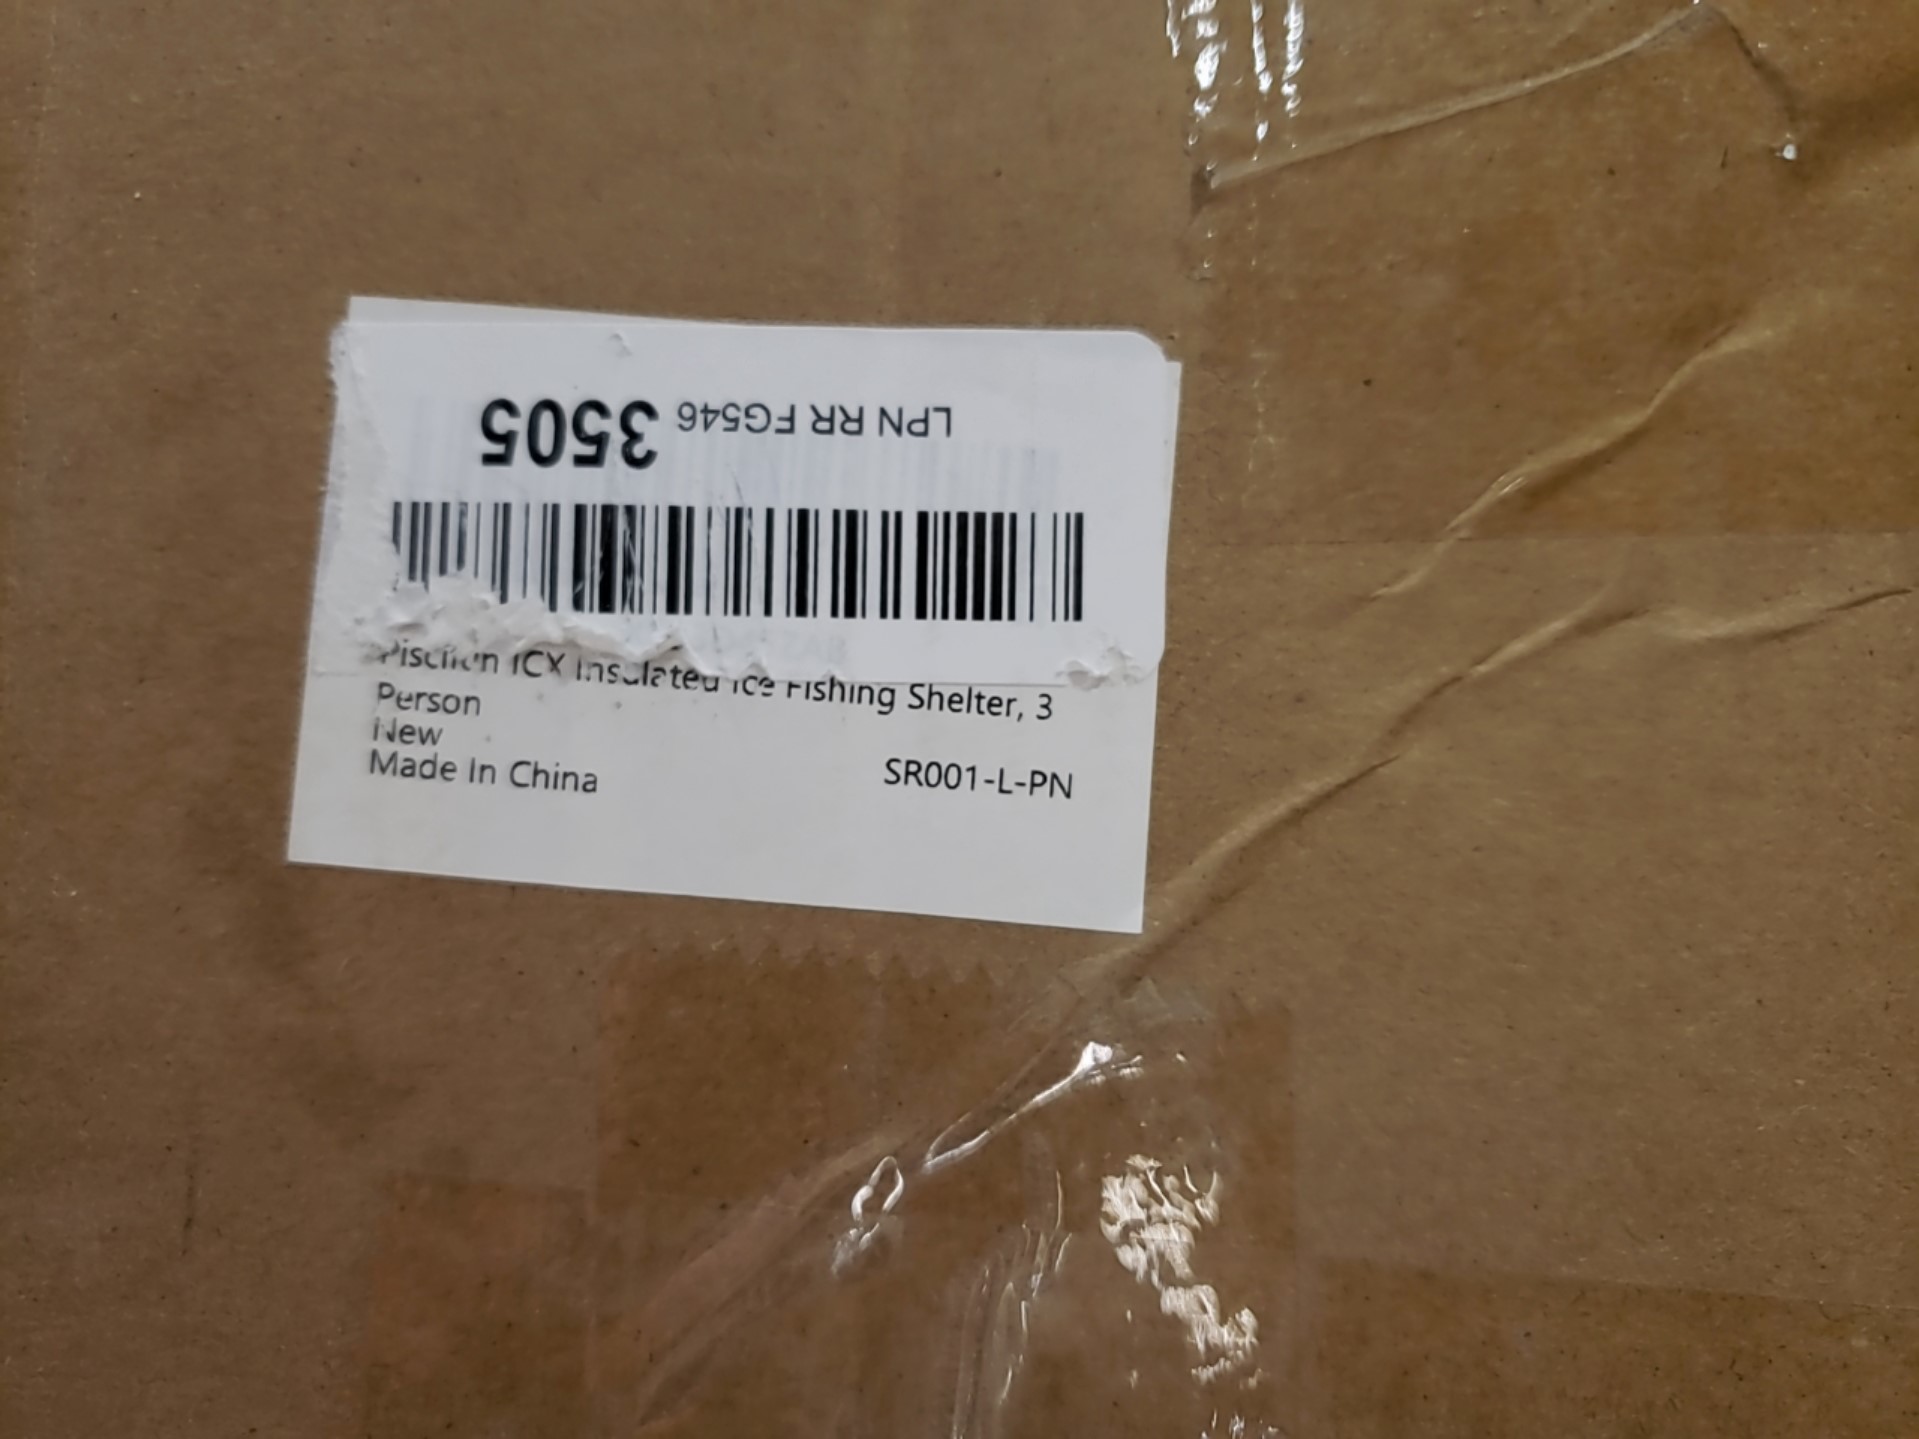 LPN RR FG546 3505
ICX Insulated Ice Fishing Shelter, 3
Person
New
Made In China
SR001-L-PN